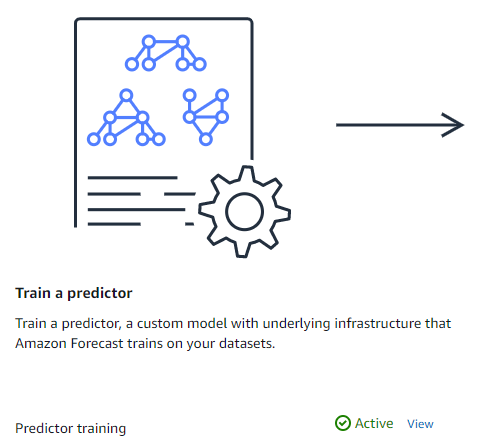 Train a predictor
Train a predictor, a custom model with underlying infrastructure that
Amazon Forecast trains on your datasets.
Predictor training
Active View